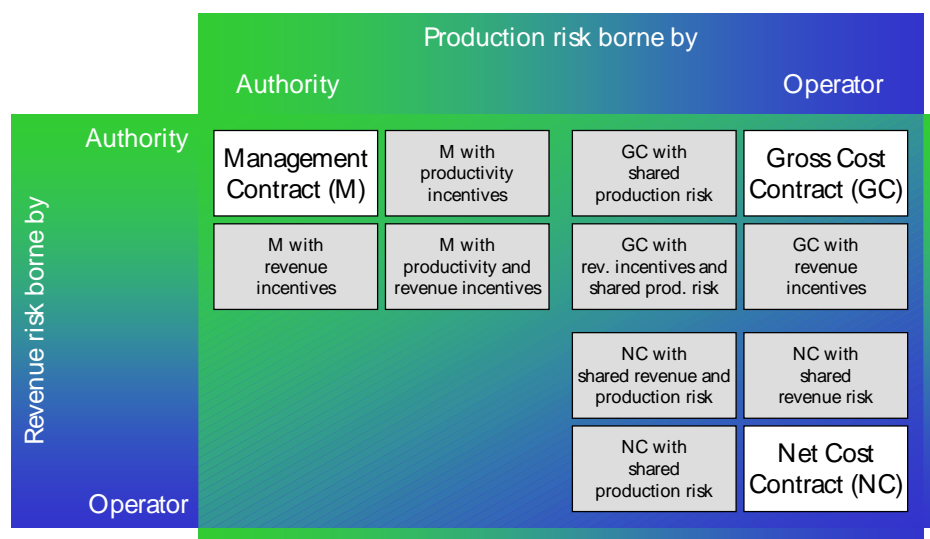 Production risk borne by
Authority
Operator
Revenue risk borne by
Authority
Operator
Management
Contract (M)
M with
productivity
incentives
GC with
shared
production risk
Gross Cost
Contract (GC)
M with
revenue
incentives
M with
productivity and
revenue incentives
GC with
rev. incentives and
shared prod. risk
GC with
revenue
incentives
NC with
shared revenue and
production risk
NC with
shared
revenue risk
NC with
shared
production risk
Net Cost
Contract (NC)